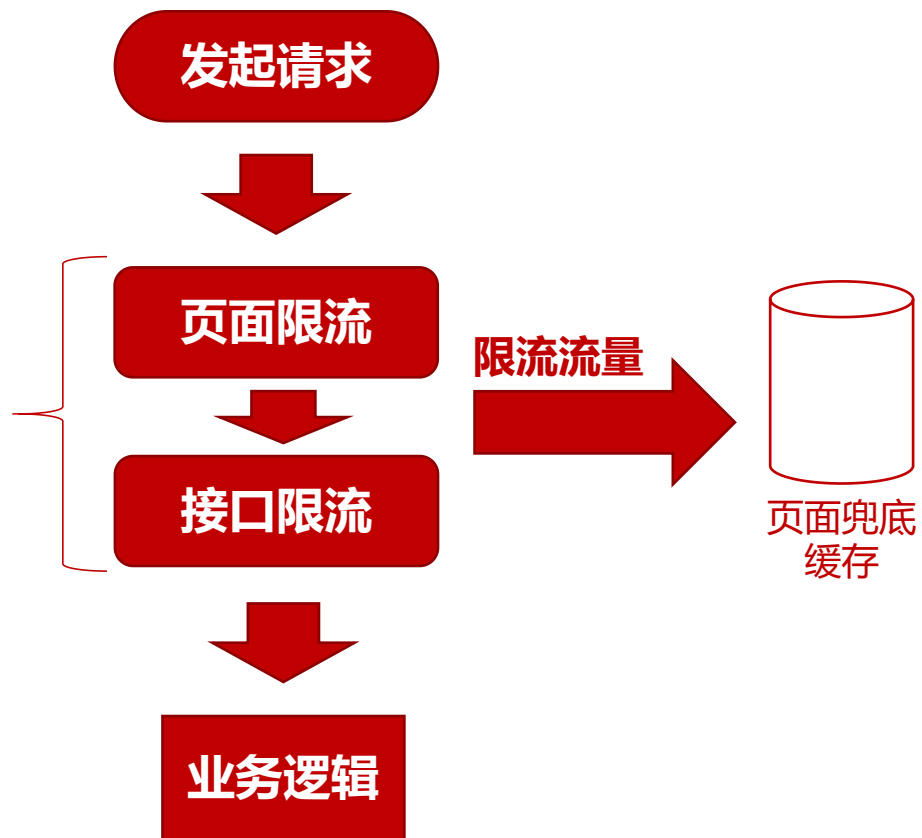 发起请求
页面限流
限流流量
接口限流
页面兜底
缓存
业务逻辑